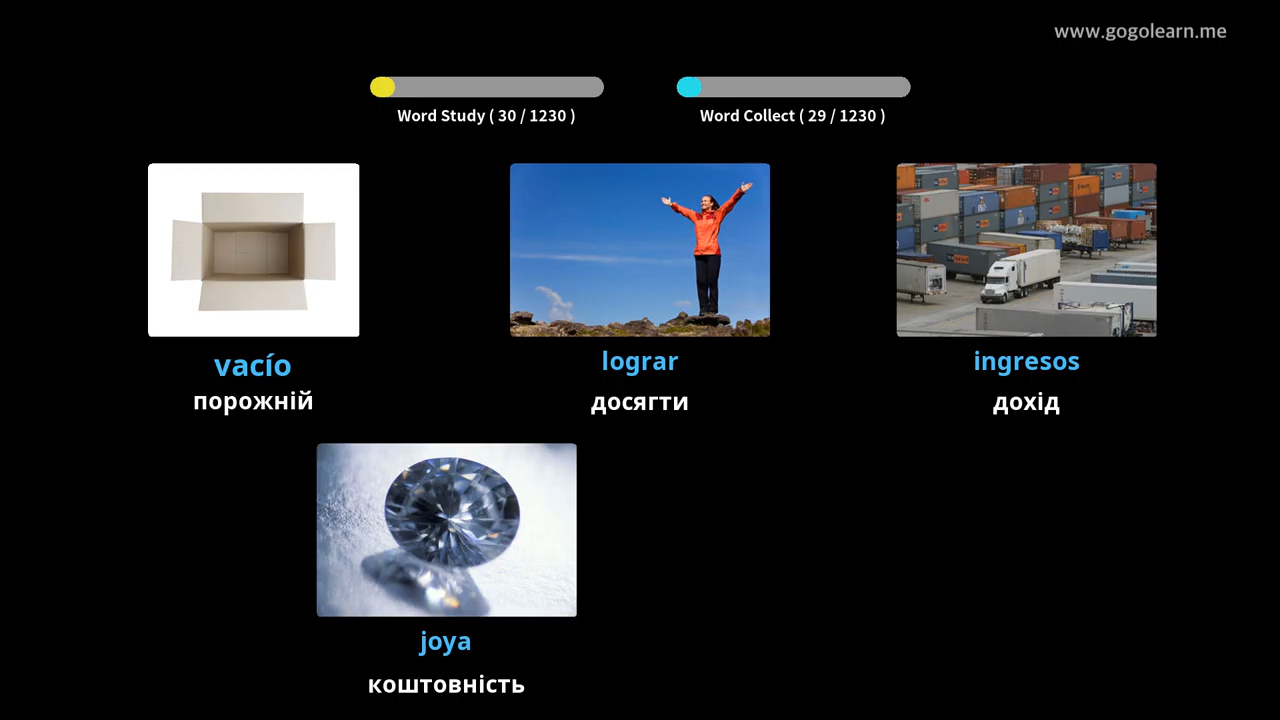 www.gogolearn.me
Word Study ( 30 / 1230 )
Word Collect ( 29 / 1230 )
vacío
порожній
lograr
досягти
ingresos
дохід
joya
коштовність